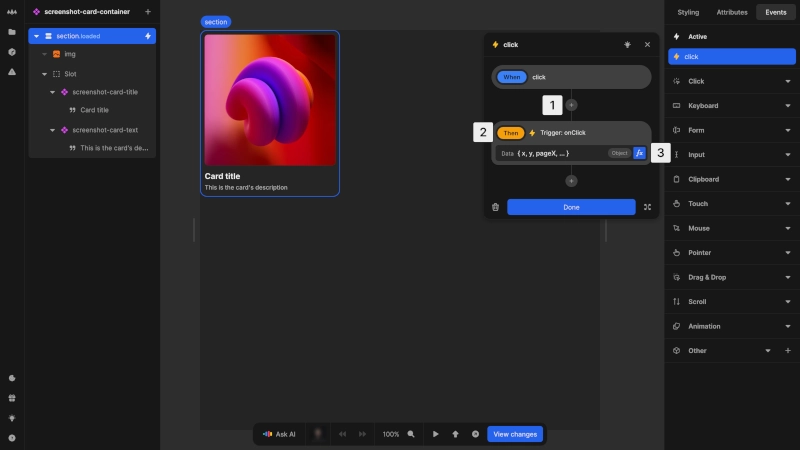 screenshot-card-container
section.loaded
img
Slot
screenshot-card-title
Card title
screenshot-card-text
This is the card's de...
section
Card title
This is the card's description
click
When click
1
2
Then Trigger: onClick
Data { x, y, pageX, ... } Object fx
3
Done
Styling Attributes Events
Active
click
Click
Keyboard
Form
Input
Clipboard
Touch
Mouse
Pointer
Drag & Drop
Scroll
Animation
Other
Ask AI 100% View changes